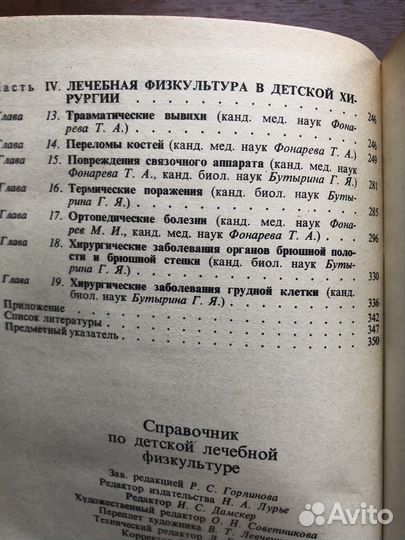 асть IV. ЛЕЧЕБНАЯ ФИЗКУЛЬТУРА В ДЕТСКОЙ ХИ-
РУРГИИ . . . 246
Глава 13. Травматические вывихи (канд. мед. наук Фона-
рева Т. А.) . . . 246
Глава 14. Переломы костей (канд. мед. наук Фонарева Т. А.) 249
Глава 15. Повреждения связочного аппарата (канд. мед. наук
Фонарева Т. А., канд. биол. наук Бутырина Г. Я.) 281
Глава 16. Термические поражения (канд. биол. наук Буты-
рина Г. Я.) . . . 285
Глава 17. Ортопедические болезни (канд. мед. наук Фона-
рев М. И., канд. мед. наук Фонарева Т. А.) . . . 296
Глава 18. Хирургические заболевания органов брюшной поло-
сти и брюшной стенки (канд. биол. наук Бутырина
Г. Я.) . . . 330
Глава 19. Хирургические заболевания грудной клетки (канд.
биол. наук Бутырина Г. Я.) . . . 336
Приложение . . . 342
Список литературы . . . 347
Предметный указатель . . . 350
Справочник
по детской лечебной
физкультуре
Зав. редакцией Р. С. Горяинова
Редактор издательства Н. А. Лурье
Редактор И. С. Дамскер
Художественный редактор О. Н. Советникова
Переплет художника В. Т. Левченко
Технический редактор
Коррек
Avito